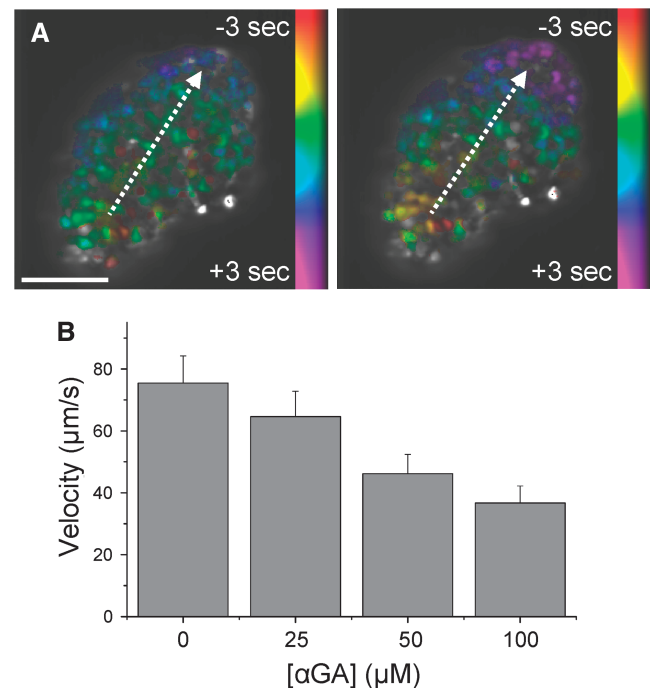 A
-3 sec
+3 sec
-3 sec
+3 sec
B
Velocity (μm/s)
80
60
40
20
0
0 25 50 100
[αGA] (μM)